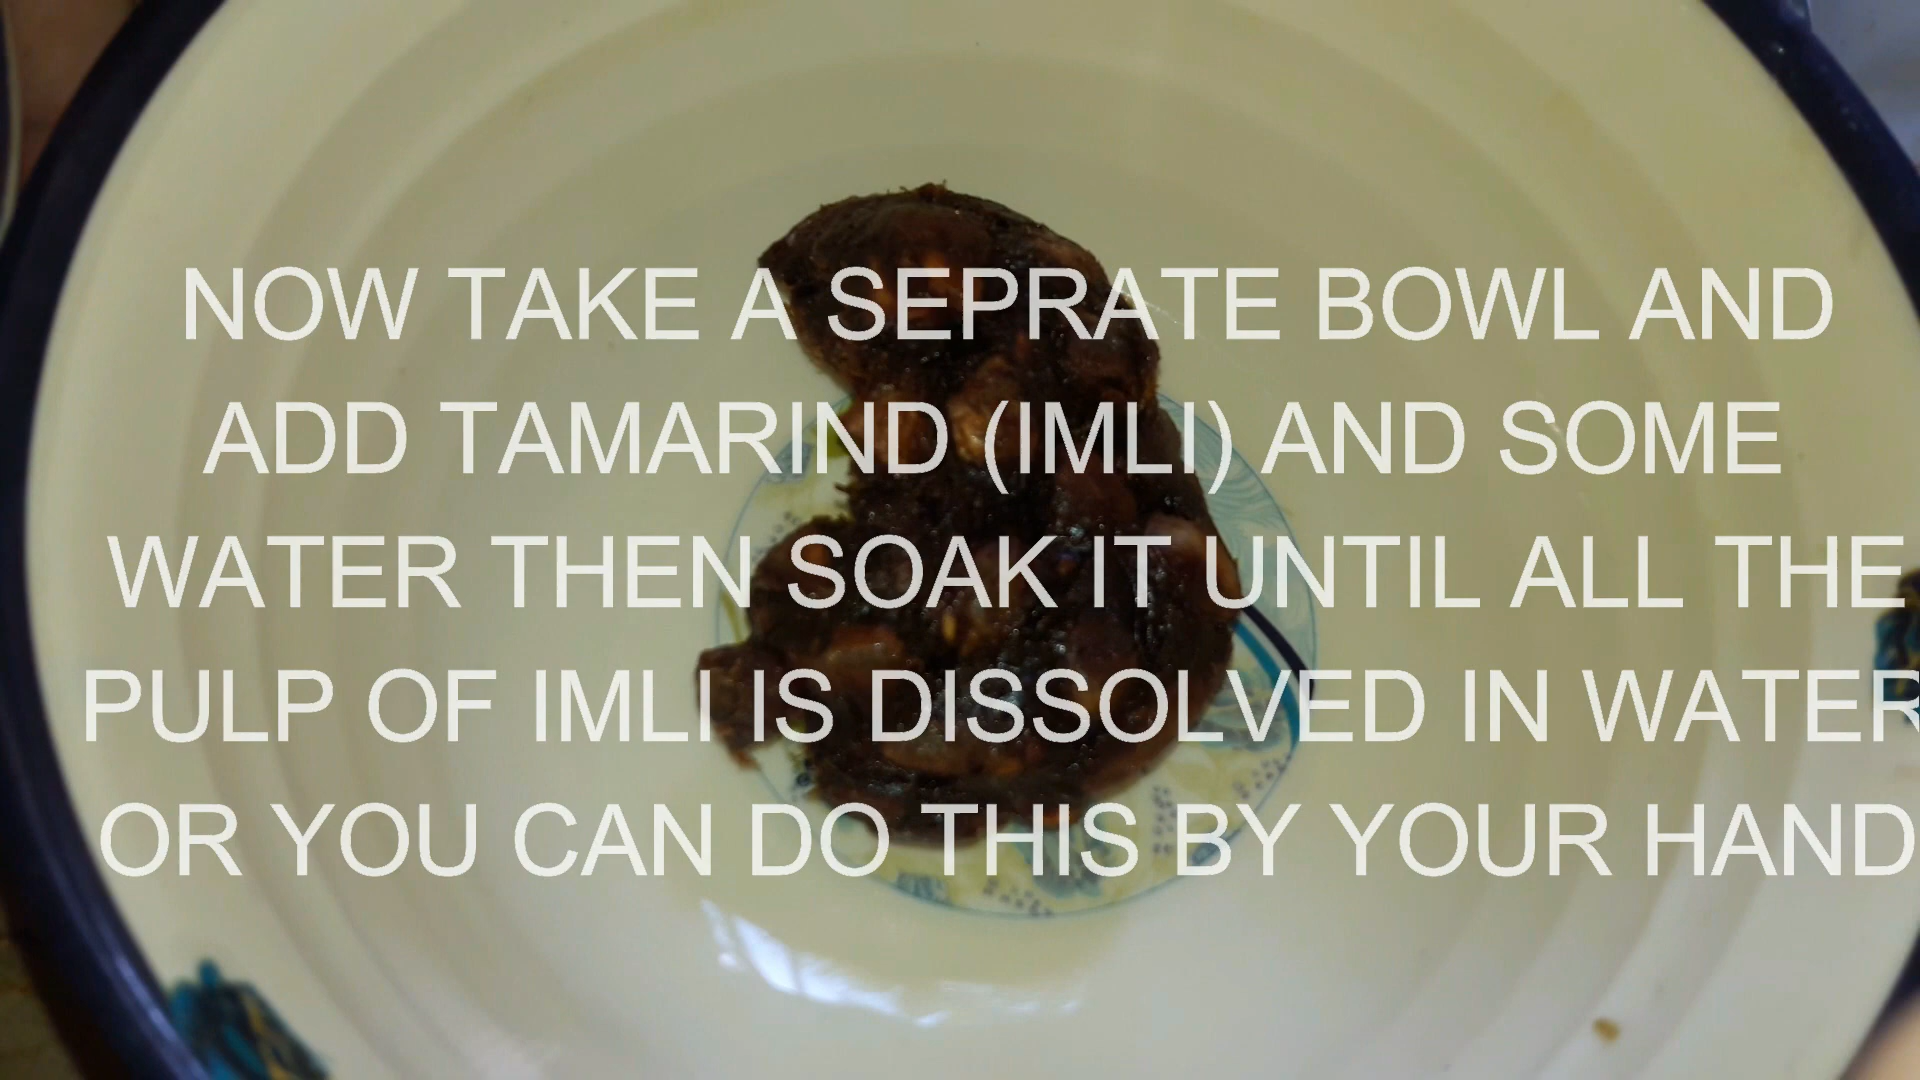 NOW TAKE A SEPRATE BOWL AND
ADD TAMARIND (IMLI) AND SOME
WATER THEN SOAK IT UNTIL ALL THE
PULP OF IMLI IS DISSOLVED IN WATER
OR YOU CAN DO THIS BY YOUR HAND